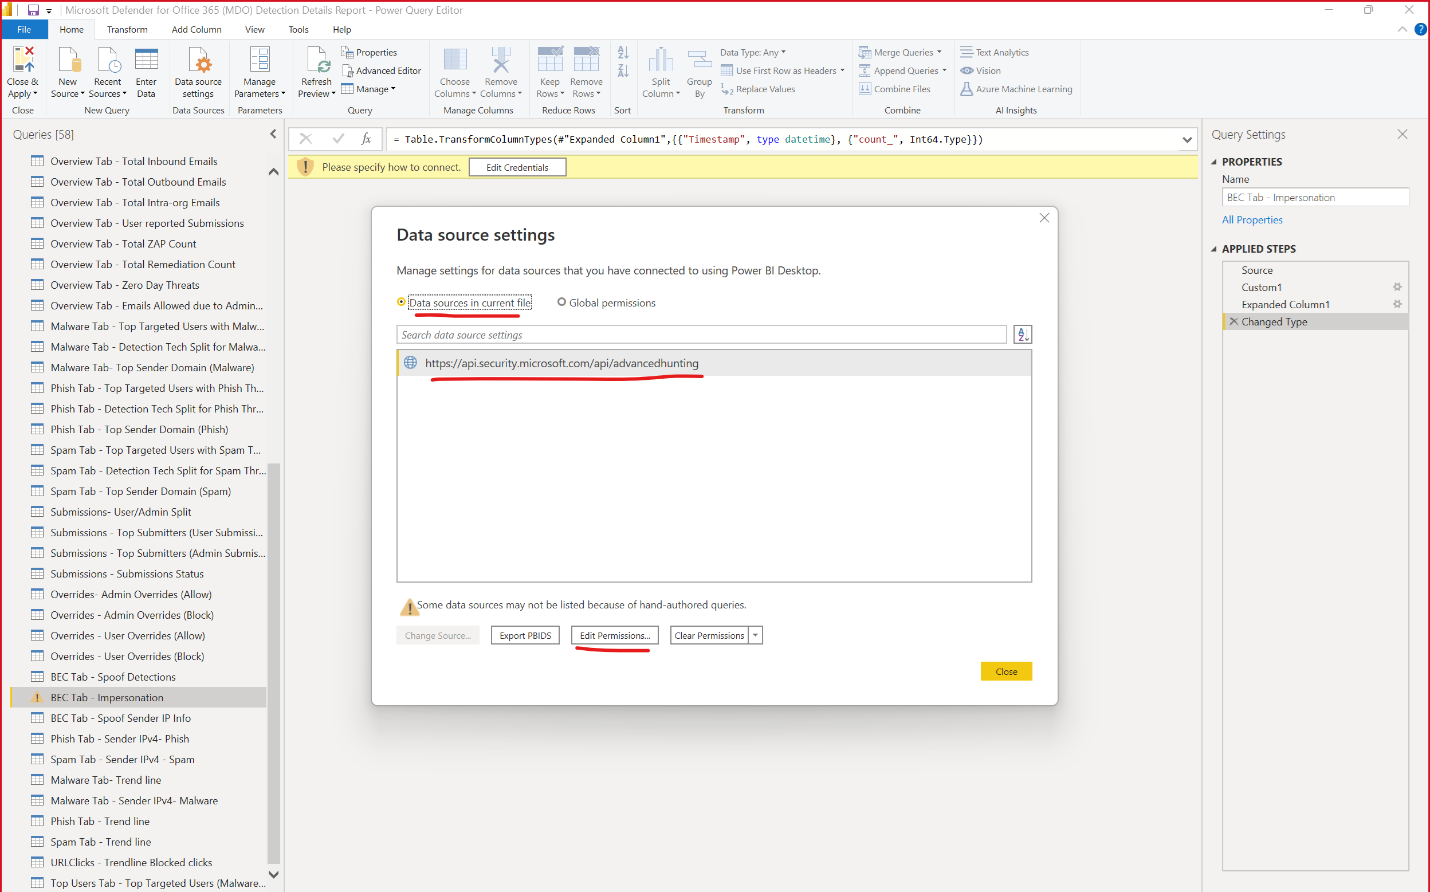 Microsoft Defender for Office 365 (MDO) Detection Details Report - Power Query Editor
File Home Transform Add Column View Tools Help
Close & Apply
New Source
Recent Sources
Enter Data
Data source settings
Manage Parameters
Refresh Preview
Properties
Advanced Editor
Manage
Choose Columns
Remove Columns
Keep Rows
Remove Rows
Split Column
Group By
Data Type: Any
Use First Row as Headers
Replace Values
Merge Queries
Append Queries
Combine Files
Text Analytics
Vision
Azure Machine Learning
Close New Query Data Sources Parameters Query Manage Columns Reduce Rows Sort Transform Combine AI Insights
Queries [58]
Overview Tab - Total Inbound Emails
Overview Tab - Total Outbound Emails
Overview Tab - Total Intra-org Emails
Overview Tab - User reported Submissions
Overview Tab - Total ZAP Count
Overview Tab - Total Remediation Count
Overview Tab - Zero Day Threats
Overview Tab - Emails Allowed due to Admin...
Malware Tab - Top Targeted Users with Malw...
Malware Tab - Detection Tech Split for Malwa...
Malware Tab- Top Sender Domain (Malware)
Phish Tab - Top Targeted Users with Phish Th...
Phish Tab - Detection Tech Split for Phish Thr...
Phish Tab - Top Sender Domain (Phish)
Spam Tab - Top Targeted Users with Spam T...
Spam Tab - Detection Tech Split for Spam Thr...
Spam Tab - Top Sender Domain (Spam)
Submissions- User/Admin Split
Submissions - Top Submitters (User Submissi...
Submissions - Top Submitters (Admin Submis...
Submissions - Submissions Status
Overrides- Admin Overrides (Allow)
Overrides - Admin Overrides (Block)
Overrides - User Overrides (Allow)
Overrides - User Overrides (Block)
BEC Tab - Spoof Detections
BEC Tab - Impersonation
BEC Tab - Spoof Sender IP Info
Phish Tab - Sender IPv4- Phish
Spam Tab - Sender IPv4 - Spam
Malware Tab- Trend line
Malware Tab - Sender IPv4- Malware
Phish Tab - Trend line
Spam Tab - Trend line
URLClicks - Trendline Blocked clicks
Top Users Tab - Top Targeted Users (Malware...
fx = Table.TransformColumnTypes(#"Expanded Column1",{{"Timestamp", type datetime}, {"count_", Int64.Type}})
Please specify how to connect. Edit Credentials
Data source settings
Manage settings for data sources that you have connected to using Power BI Desktop.
Data sources in current file Global permissions
Search data source settings
https://api.security.microsoft.com/api/advancedhunting
Some data sources may not be listed because of hand-authored queries.
Change Source... Export PBIDS Edit Permissions... Clear Permissions
Close
Query Settings
PROPERTIES
Name
BEC Tab - Impersonation
All Properties
APPLIED STEPS
Source
Custom1
Expanded Column1
Changed Type